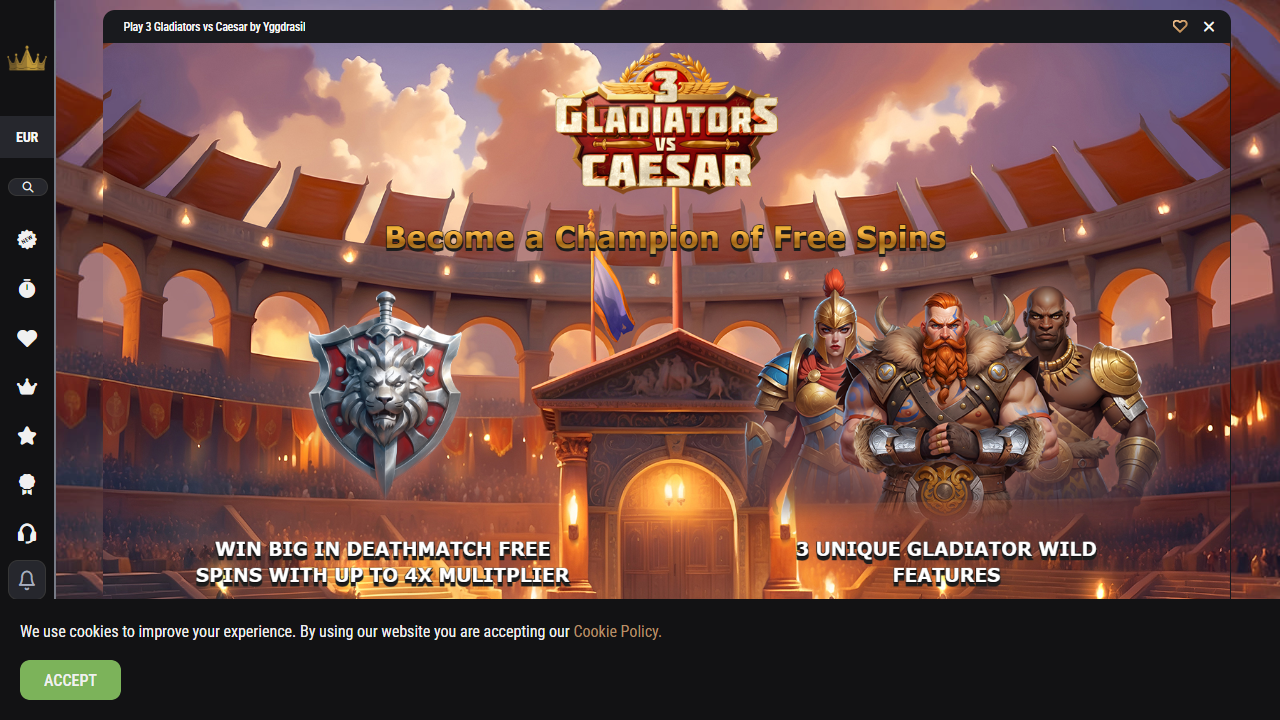 Play 3 Gladiators vs Caesar by Yggdrasil
EUR
NEW
3
GLADIATORS
VS
CAESAR
Become a Champion of Free Spins
WIN BIG IN DEATHMATCH FREE
SPINS WITH UP TO 4X MULITPLIER
3 UNIQUE GLADIATOR WILD
FEATURES
We use cookies to improve your experience. By using our website you are accepting our Cookie Policy.
ACCEPT